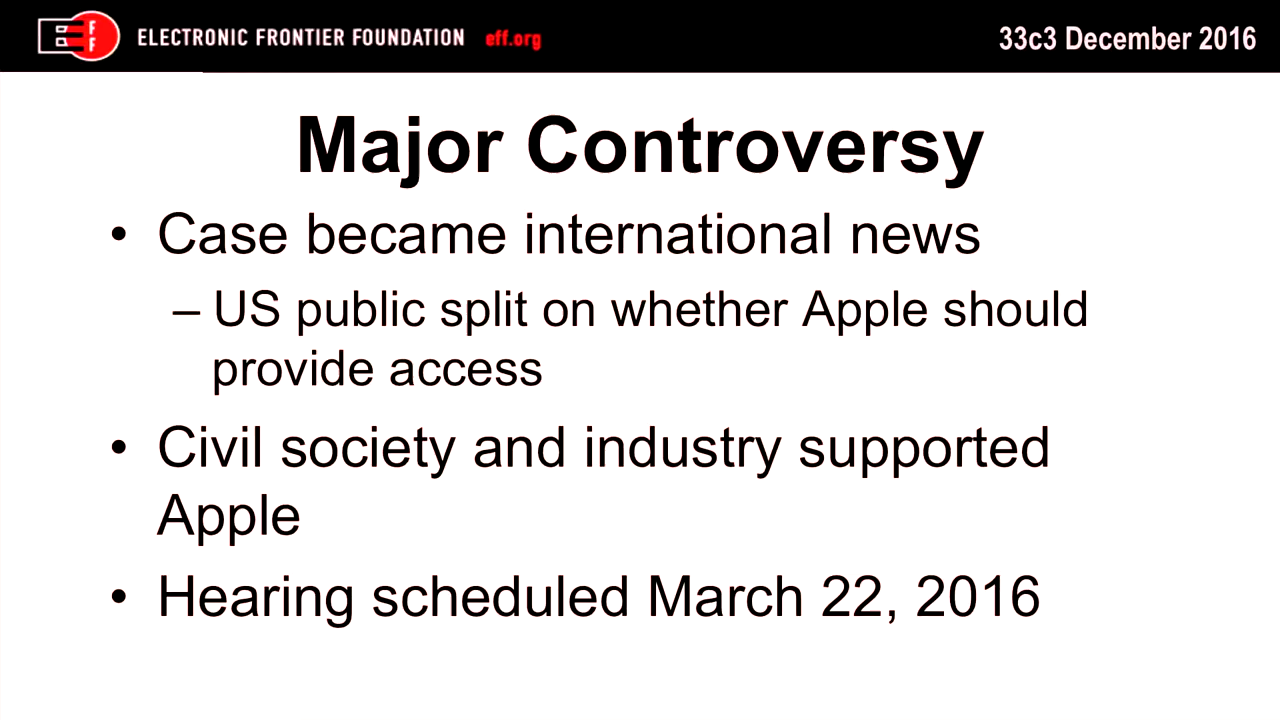 EFF ELECTRONIC FRONTIER FOUNDATION eff.org
33c3 December 2016
Major Controversy
• Case became international news
– US public split on whether Apple should
provide access
• Civil society and industry supported
Apple
• Hearing scheduled March 22, 2016